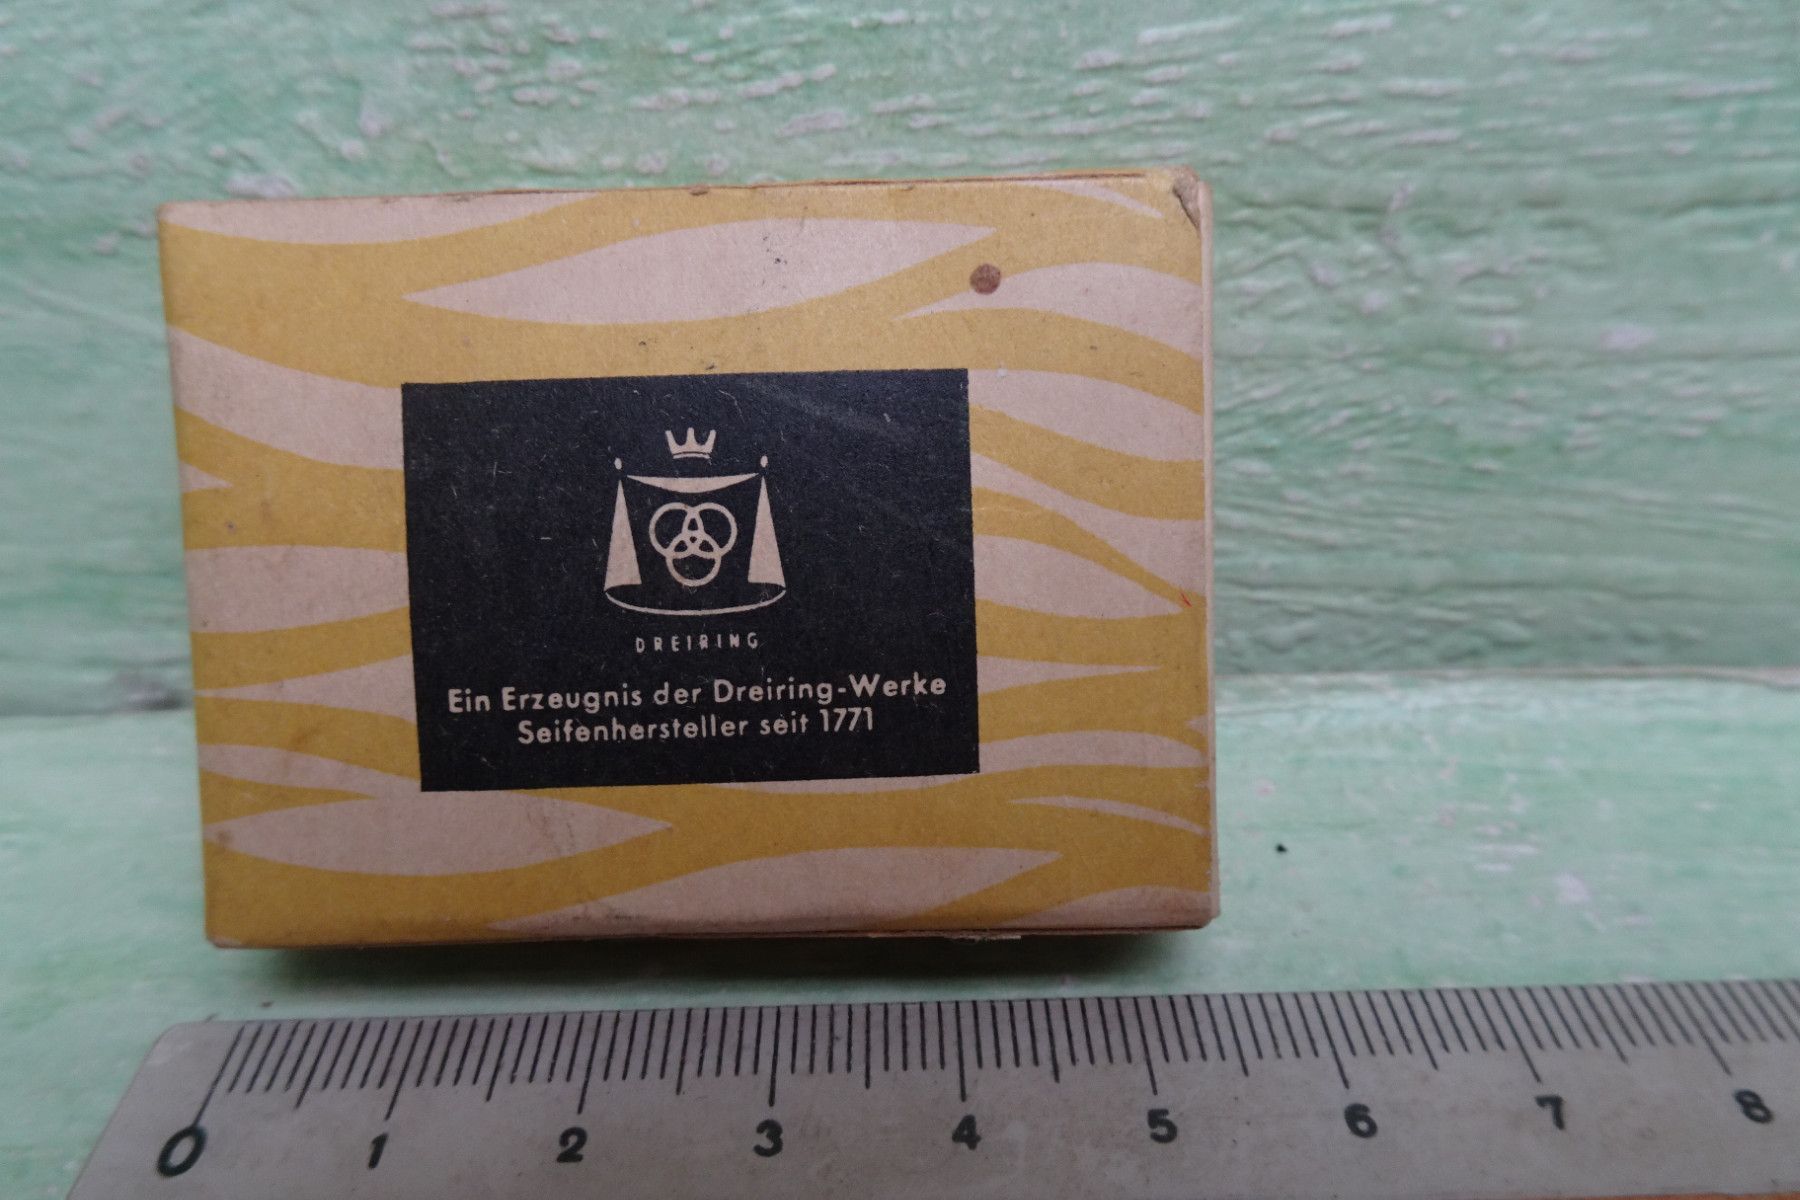 DREIRING
Ein Erzeugnis der Dreiring-Werke
Seifenhersteller seit 1771
0 1 2 3 4 5 6 7 8